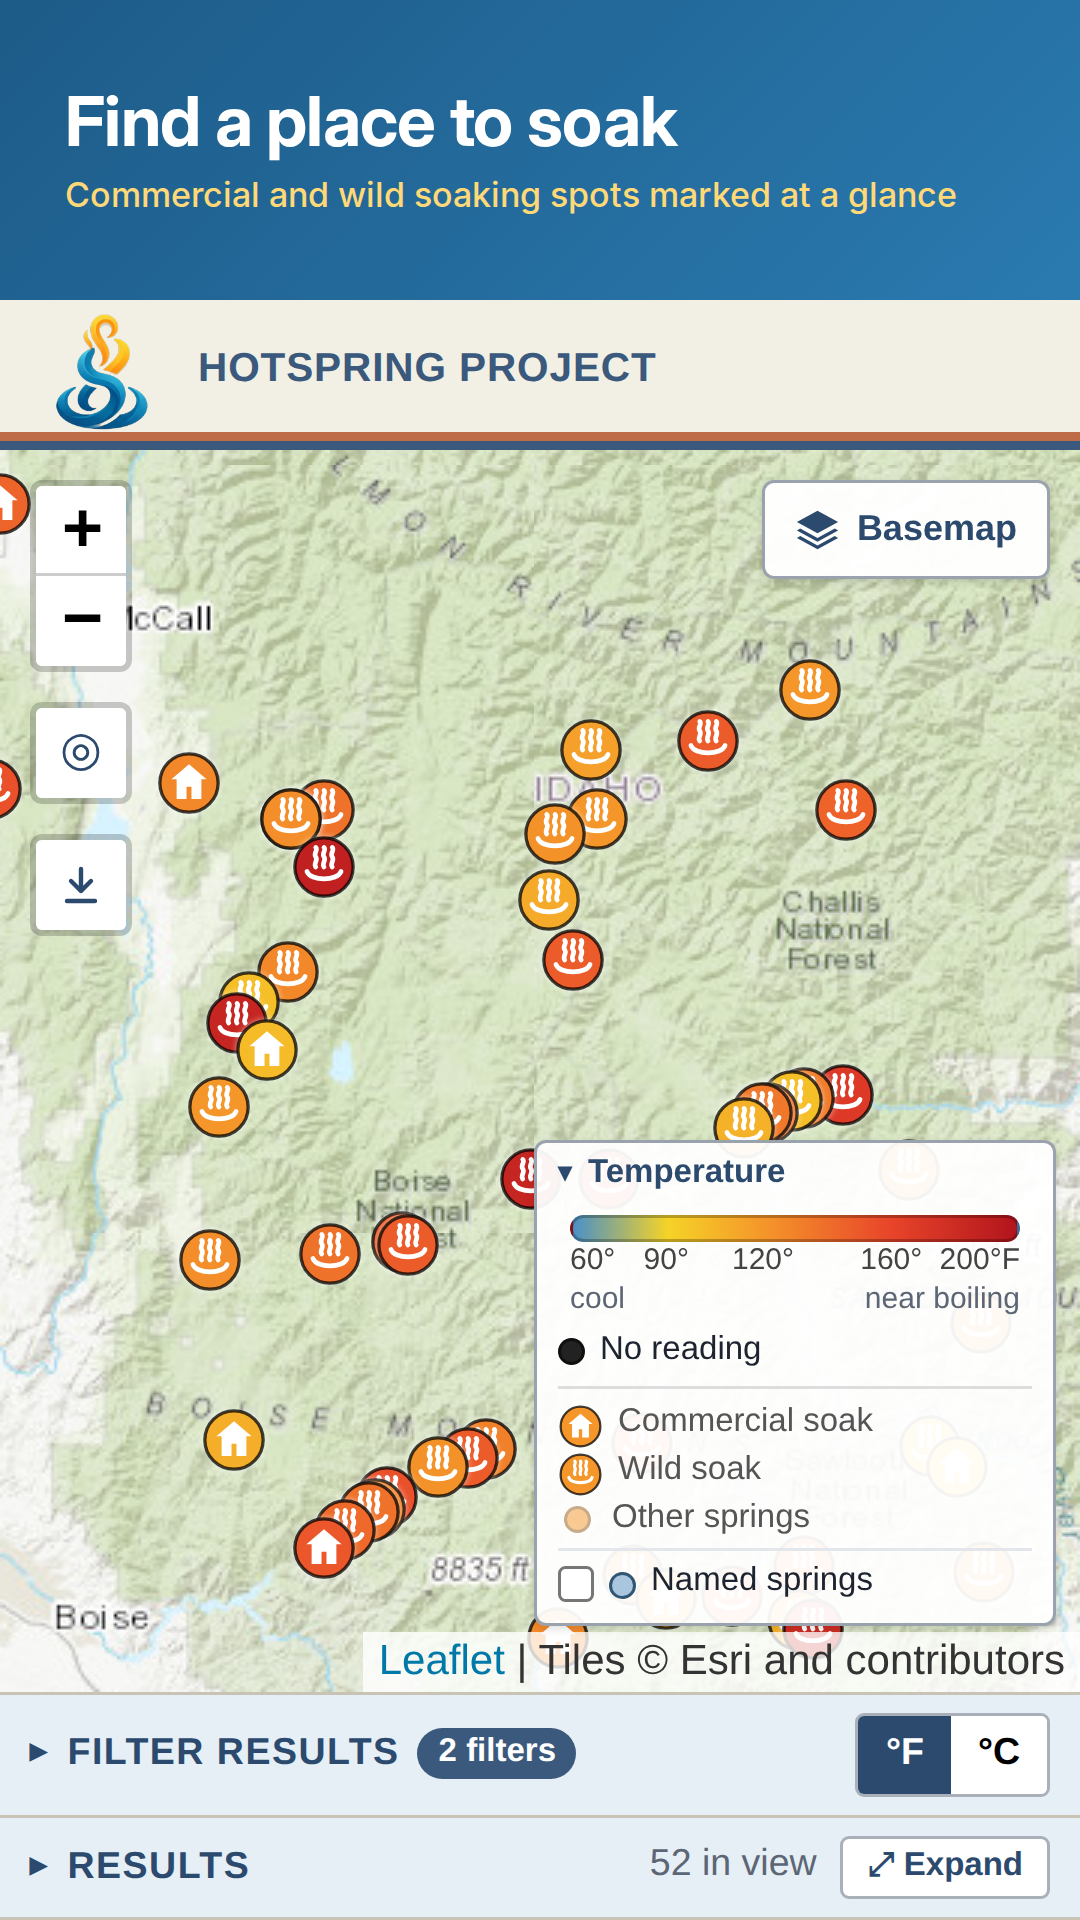 Find a place to soak
Commercial and wild soaking spots marked at a glance
HOTSPRING PROJECT
+
−
Basemap
McCall
RIVER MOUNTAINS
IDAHO
Challis
National
Forest
Boise
National
▼ Temperature
60° 90° 120° 160° 200°F
cool near boiling
No reading
Commercial soak
Wild soak
Other springs
Named springs
BOISE
8835 ft
Boise
Leaflet | Tiles © Esri and contributors
► FILTER RESULTS 2 filters °F °C
► RESULTS 52 in view Expand